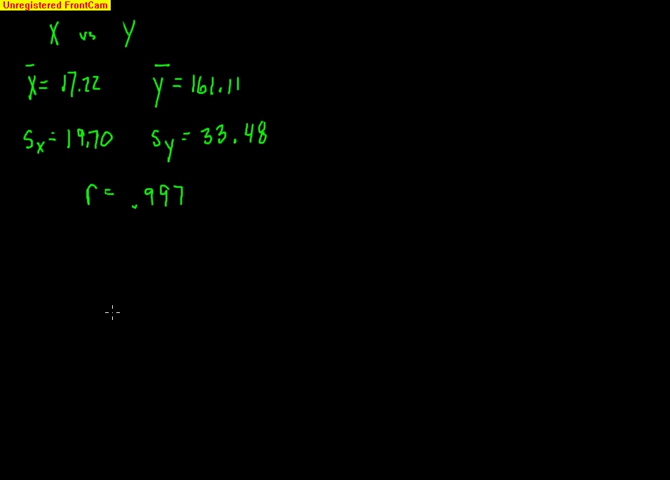 Unregistered FrontCam
X vs Y
x̄ = 17.22 ȳ = 161.11
Sx = 19.70 Sy = 33.48
r = .997